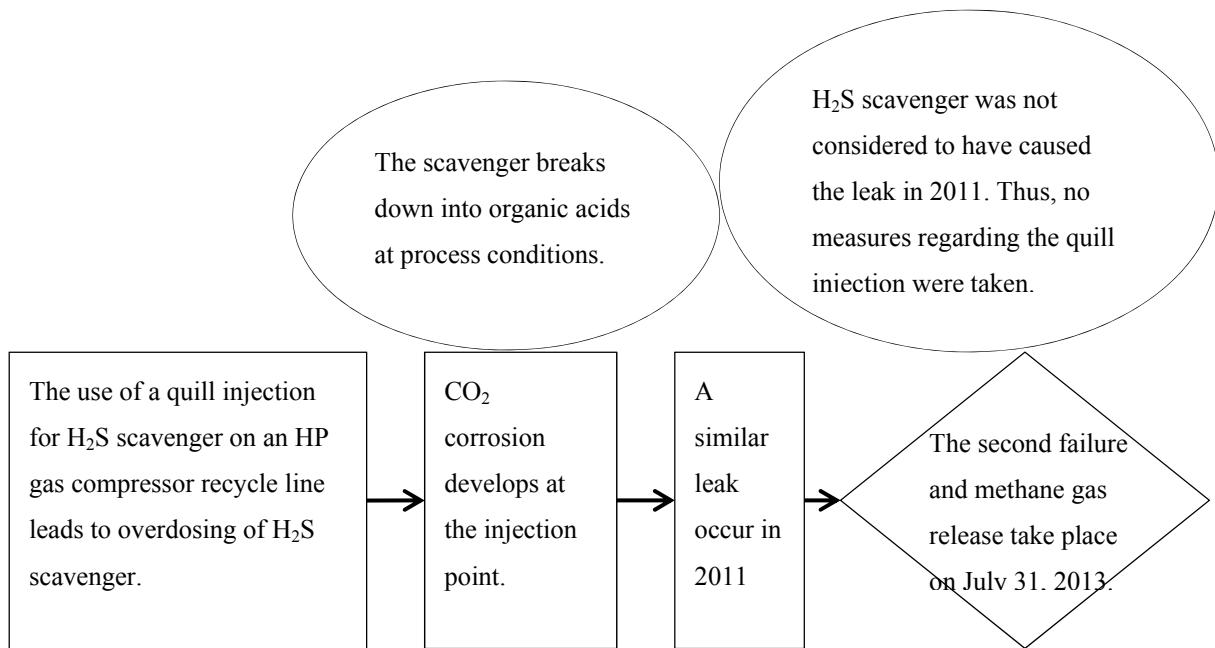 The scavenger breaks
down into organic acids
at process conditions.
H₂S scavenger was not
considered to have caused
the leak in 2011. Thus, no
measures regarding the quill
injection were taken.
The use of a quill injection
for H₂S scavenger on an HP
gas compressor recycle line
leads to overdosing of H₂S
scavenger.
CO₂
corrosion
develops at
the injection
point.
A
similar
leak
occur in
2011
The second failure
and methane gas
release take place
on July 31, 2013.